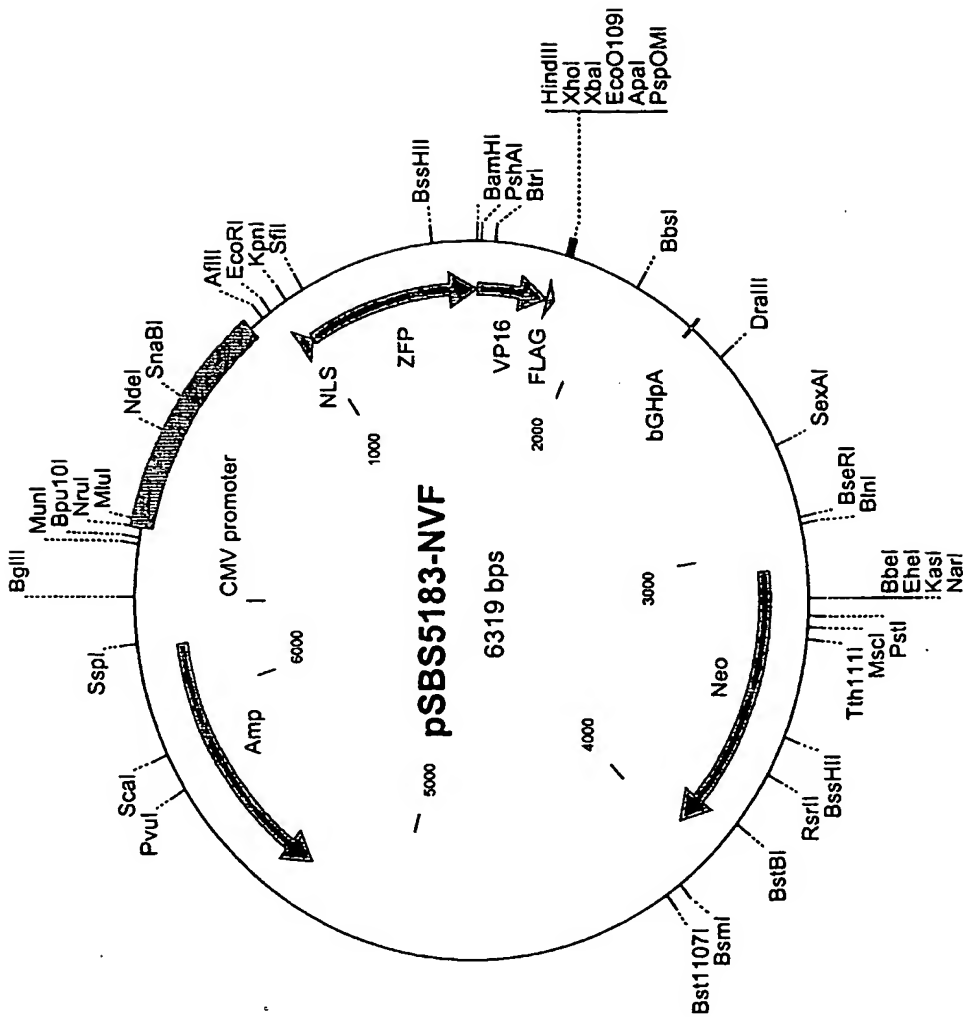 BglII
MunI
Bpu10I
NruI
MluI
NdeI
SnaBI
AflII
EcoRI
KpnI
SfiI
BssHII
BamHI
PshAI
BtrI
HindIII
XhoI
XbaI
EcoO109I
ApaI
PspOMI
BbsI
DraIII
SexAI
BseRI
BlnI
BbeI
EheI
KasI
NarI
PstI
MscI
Tth111I
BssHII
RsrII
BstBI
BsmI
Bst1107I
PvuI
ScaI
SspI
CMV promoter
NLS
ZFP
VP16
FLAG
bGHpA
Neo
Amp
1000
2000
3000
4000
5000
6000
pSBS5183-NVF
6319 bps